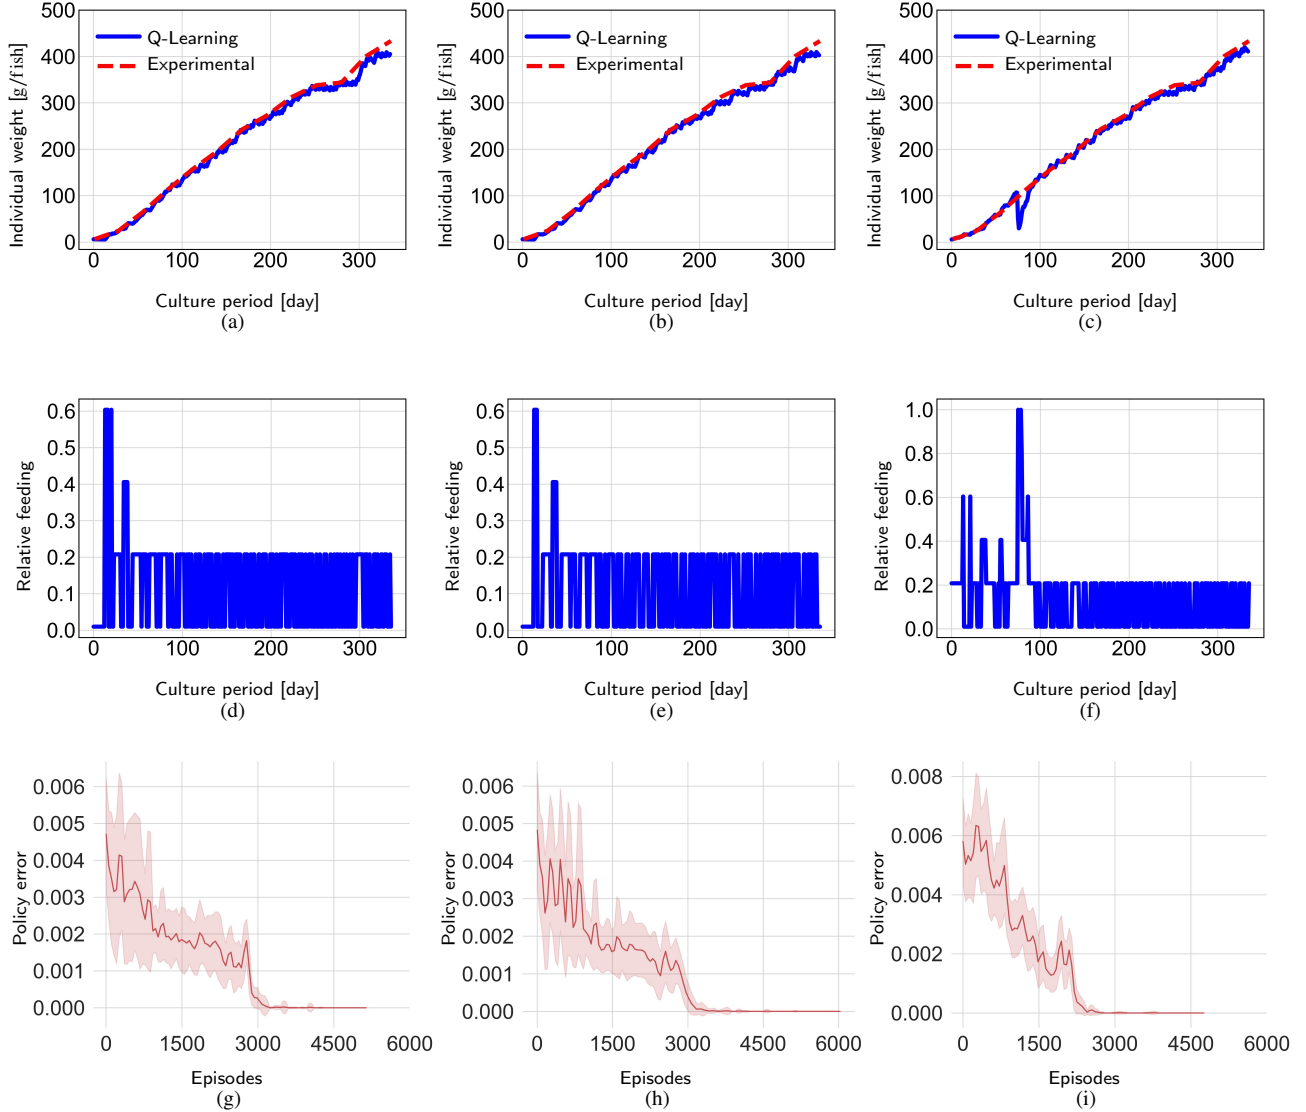 500
400
300
200
100
0
Individual weight [g/fish]
Q-Learning
Experimental
0 100 200 300
Culture period [day]
(a)
500
400
300
200
100
0
Individual weight [g/fish]
Q-Learning
Experimental
0 100 200 300
Culture period [day]
(b)
500
400
300
200
100
0
Individual weight [g/fish]
Q-Learning
Experimental
0 100 200 300
Culture period [day]
(c)
0.6
0.5
0.4
0.3
0.2
0.1
0.0
Relative feeding
0 100 200 300
Culture period [day]
(d)
0.6
0.5
0.4
0.3
0.2
0.1
0.0
Relative feeding
0 100 200 300
Culture period [day]
(e)
1.0
0.8
0.6
0.4
0.2
0.0
Relative feeding
0 100 200 300
Culture period [day]
(f)
0.006
0.005
0.004
0.003
0.002
0.001
0.000
Policy error
0 1500 3000 4500 6000
Episodes
(g)
0.006
0.005
0.004
0.003
0.002
0.001
0.000
Policy error
0 1500 3000 4500 6000
Episodes
(h)
0.008
0.006
0.004
0.002
0.000
Policy error
0 1500 3000 4500 6000
Episodes
(i)